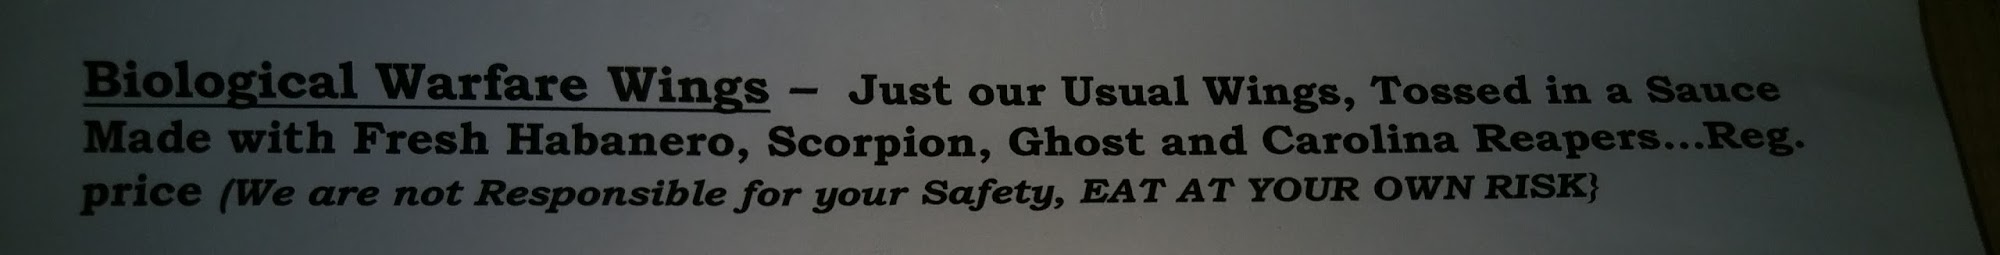 Biological Warfare Wings – Just our Usual Wings, Tossed in a Sauce
Made with Fresh Habanero, Scorpion, Ghost and Carolina Reapers...Reg.
price (We are not Responsible for your Safety, EAT AT YOUR OWN RISK}